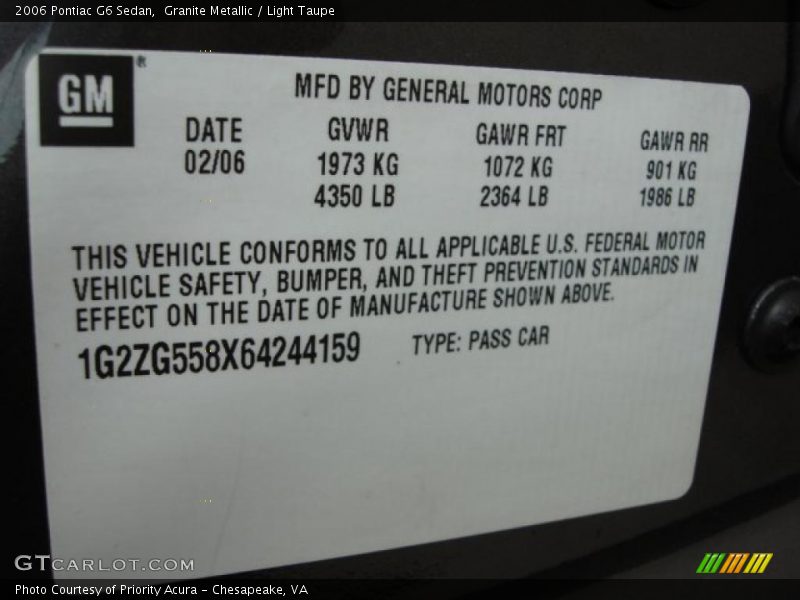 2006 Pontiac G6 Sedan,  Granite Metallic / Light Taupe
GM®
MFD BY GENERAL MOTORS CORP
DATE GVWR GAWR FRT GAWR RR
02/06 1973 KG 1072 KG 901 KG
4350 LB 2364 LB 1986 LB
THIS VEHICLE CONFORMS TO ALL APPLICABLE U.S. FEDERAL MOTOR
VEHICLE SAFETY, BUMPER, AND THEFT PREVENTION STANDARDS IN
EFFECT ON THE DATE OF MANUFACTURE SHOWN ABOVE.
1G2ZG558X64244159 TYPE: PASS CAR
GTCARLOT.COM
Photo Courtesy of Priority Acura - Chesapeake, VA